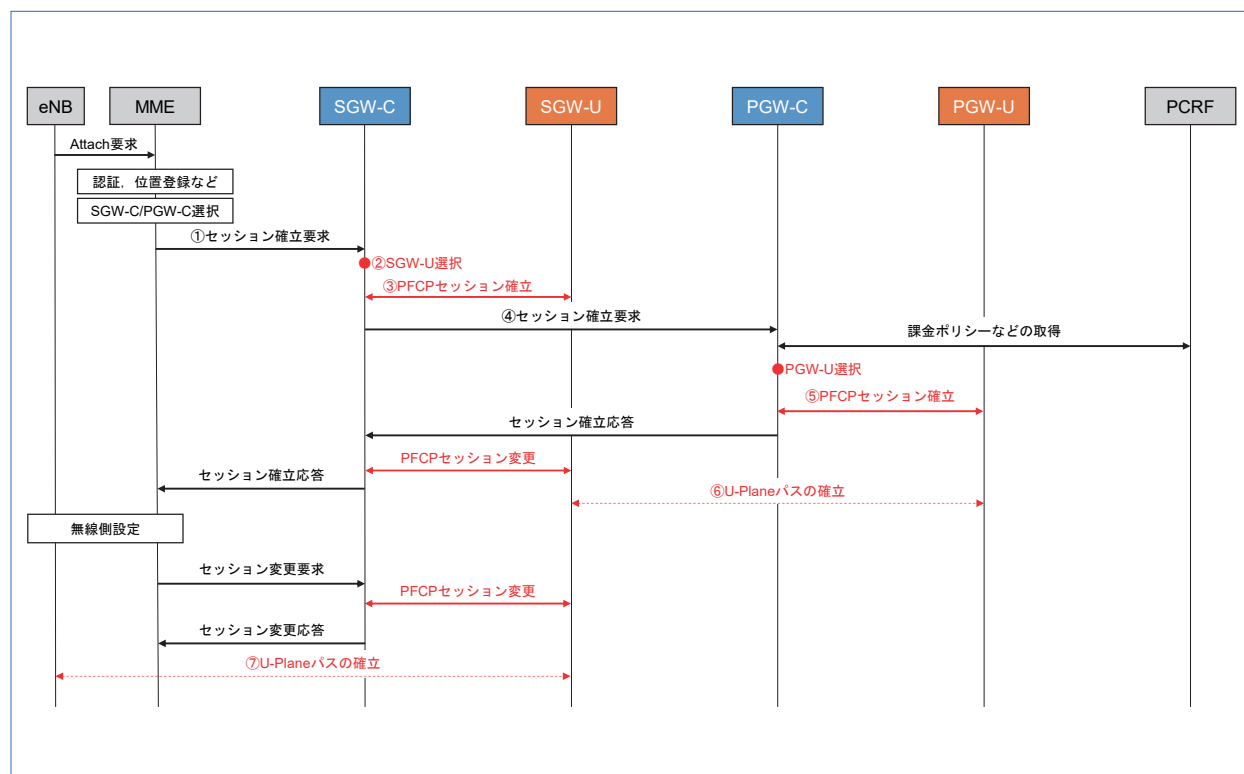 eNB
MME
SGW-C
SGW-U
PGW-C
PGW-U
PCRF
Attach要求
認証，位置登録など
SGW-C/PGW-C選択
①セッション確立要求
②SGW-U選択
③PFCPセッション確立
④セッション確立要求
課金ポリシーなどの取得
PGW-U選択
⑤PFCPセッション確立
セッション確立応答
PFCPセッション変更
セッション確立応答
⑥U-Planeパスの確立
無線側設定
セッション変更要求
PFCPセッション変更
セッション変更応答
⑦U-Planeパスの確立